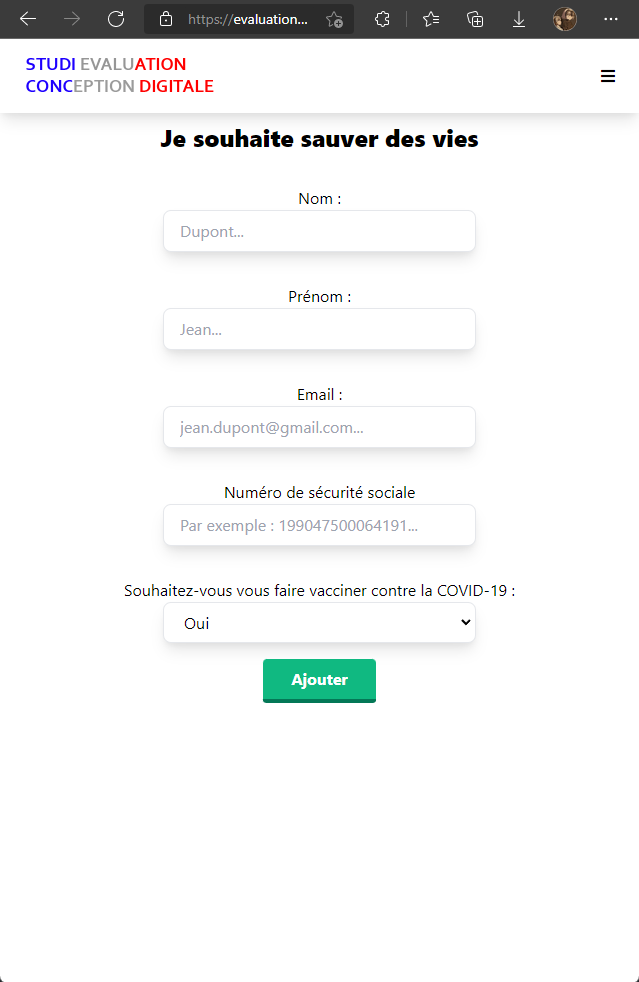 https://evaluation...
STUDI EVALUATION
CONCEPTION DIGITALE
Je souhaite sauver des vies
Nom :
Dupont...
Prénom :
Jean...
Email :
jean.dupont@gmail.com...
Numéro de sécurité sociale
Par exemple : 199047500064191...
Souhaitez-vous vous faire vacciner contre la COVID-19 :
Oui
Ajouter